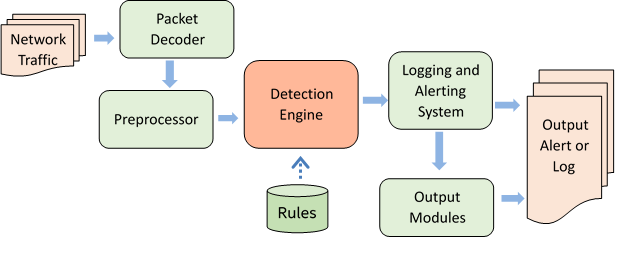 Network
Traffic
Packet
Decoder
Preprocessor
Detection
Engine
Rules
Logging and
Alerting
System
Output
Modules
Output
Alert or
Log